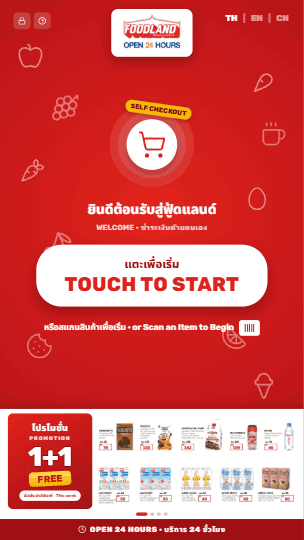 TH | EN | CN
FOODLAND
OPEN 24 HOURS
SELF CHECKOUT
ยินดีต้อนรับสู่ฟู้ดแลนด์
WELCOME • ชำระเงินด้วยตนเอง
แตะเพื่อเริ่ม
TOUCH TO START
หรือสแกนสินค้าเพื่อเริ่ม • or Scan an Item to Begin
โปรโมชั่น
PROMOTION
1+1
FREE
This week
OPEN 24 HOURS • บริการ 24 ชั่วโมง